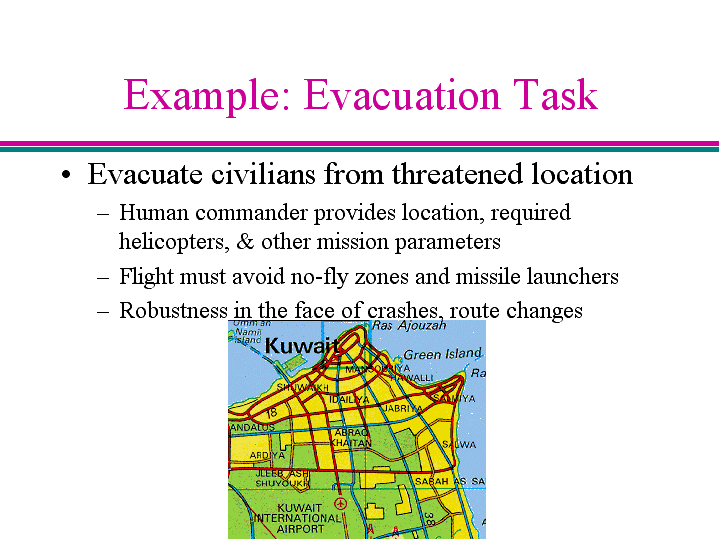 Example: Evacuation Task
• Evacuate civilians from threatened location
– Human commander provides location, required
helicopters, & other mission parameters
– Flight must avoid no-fly zones and missile launchers
– Robustness in the face of crashes, route changes
Namil
Island
Ras Ajouzah
Kuwait
Green Island
Ra
MANSOURIYA
HAWALLI
SHUWAIKH
IDAILIYA
SALMIYA
JABRIYA
18
ANDALUS
ABRAQ
KHAITAN
SALWA
ARDIYA
JLEEB ASH
SHUYOUKH
SABAH AS SA
KUWAIT
INTERNATIONAL
AIRPORT
38
A
A